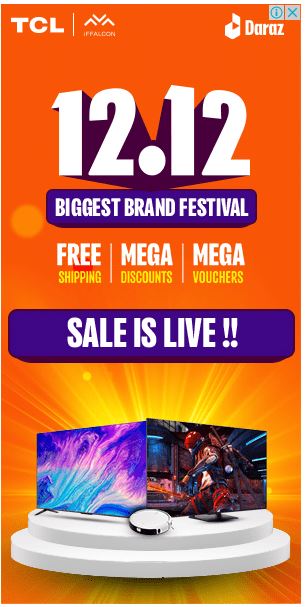 TCL
iFFALCON
Daraz
12.12
BIGGEST BRAND FESTIVAL
FREE SHIPPING
MEGA DISCOUNTS
MEGA VOUCHERS
SALE IS LIVE !!